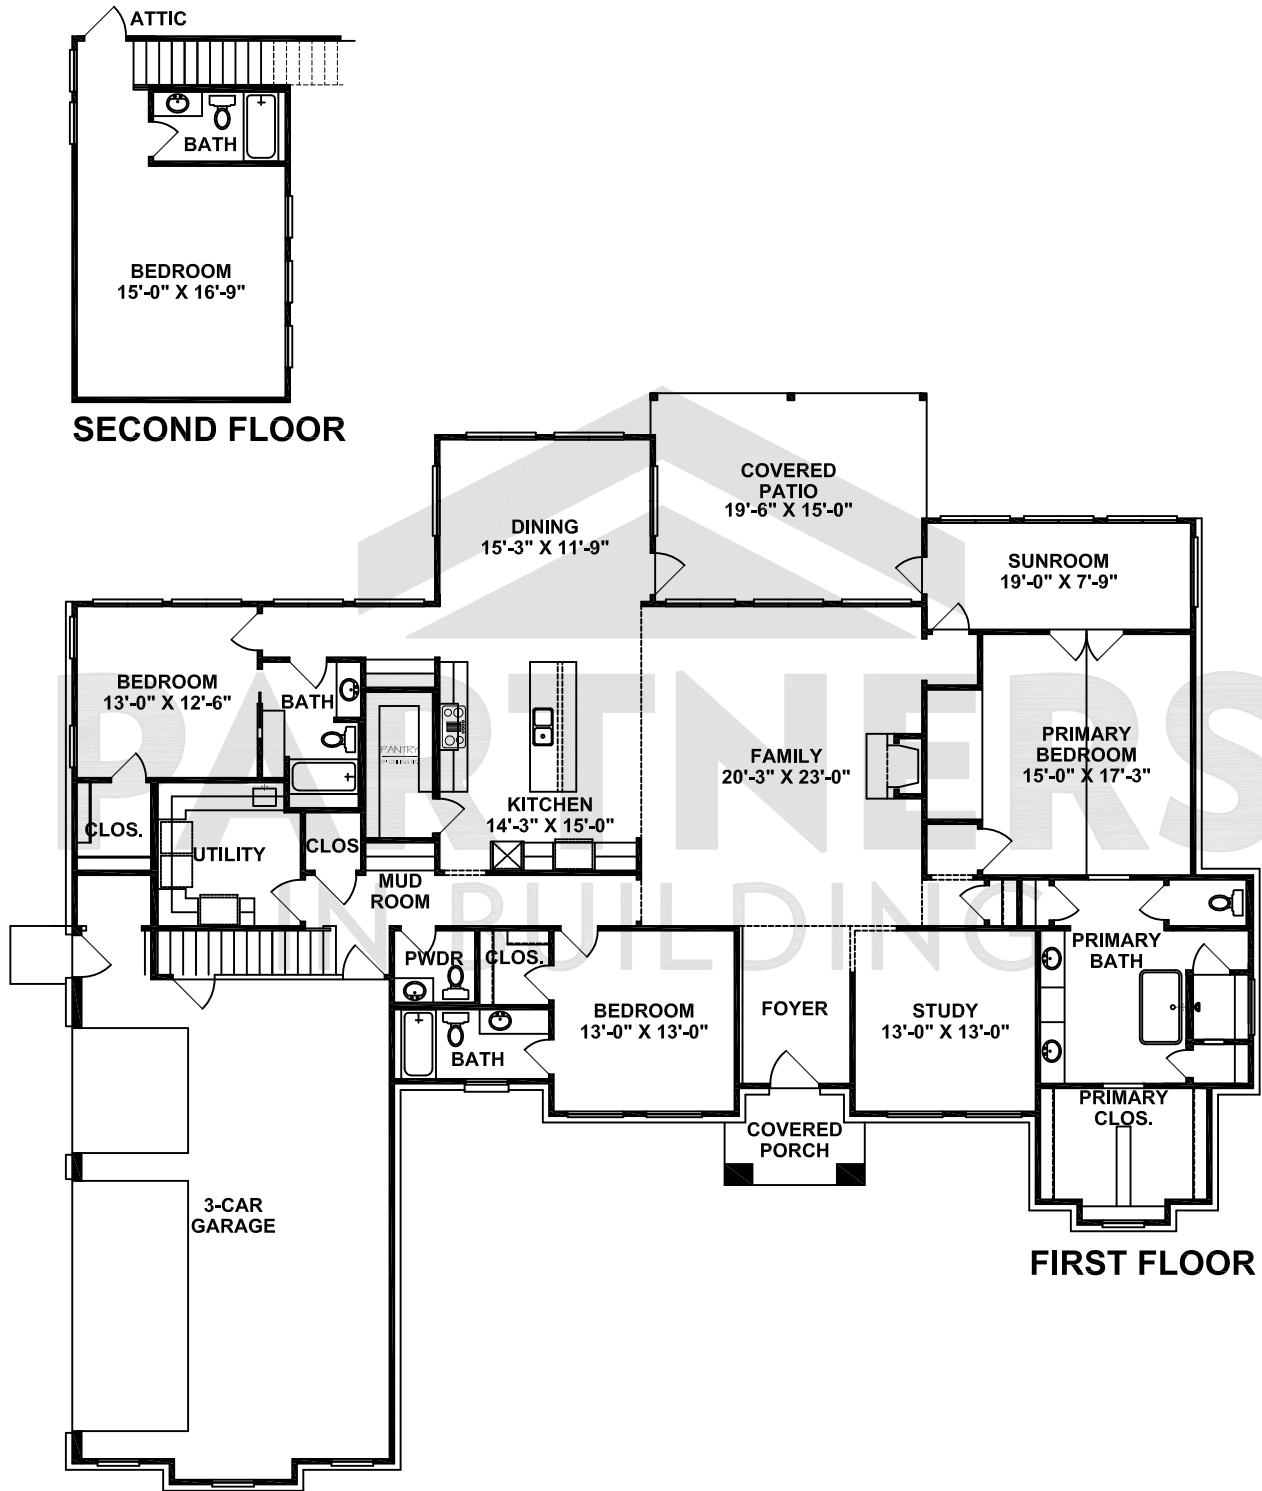 ATTIC
BATH
BEDROOM
15'-0" X 16'-9"
SECOND FLOOR
COVERED
PATIO
19'-6" X 15'-0"
DINING
15'-3" X 11'-9"
SUNROOM
19'-0" X 7'-9"
BEDROOM
13'-0" X 12'-6"
BATH
PANTRY
PRIMARY
BEDROOM
15'-0" X 17'-3"
FAMILY
20'-3" X 23'-0"
KITCHEN
14'-3" X 15'-0"
CLOS.
UTILITY
CLOS
MUD
ROOM
PARTNERS
IN BUILDING
PWDR
CLOS.
PRIMARY
BATH
BEDROOM
13'-0" X 13'-0"
FOYER
STUDY
13'-0" X 13'-0"
BATH
PRIMARY
CLOS.
COVERED
PORCH
3-CAR
GARAGE
FIRST FLOOR